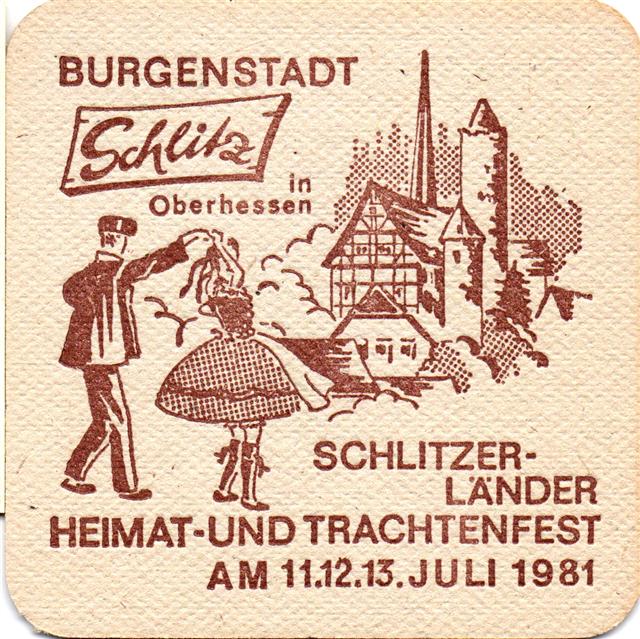 BURGENSTADT
Schlitz
in
Oberhessen
SCHLITZER-
LÄNDER
HEIMAT-UND TRACHTENFEST
AM 11.12.13. JULI 1981